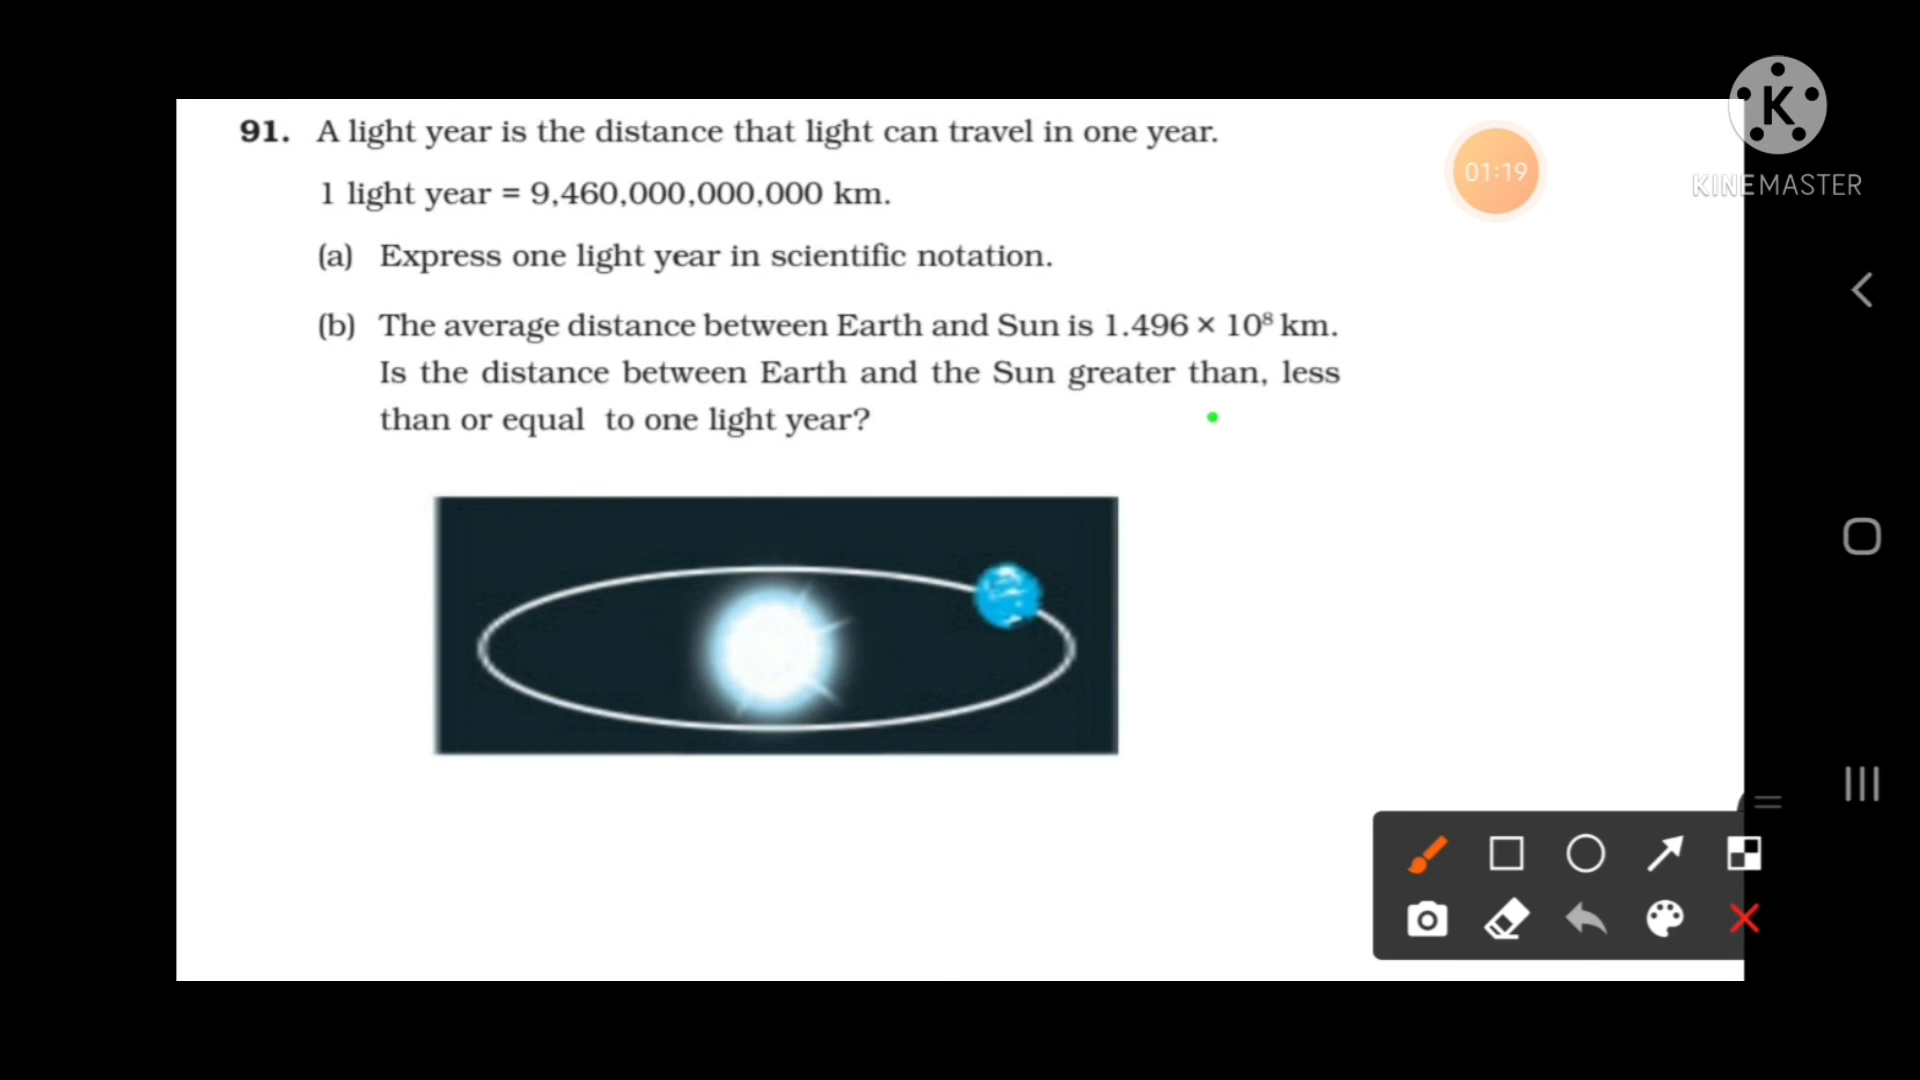 91. A light year is the distance that light can travel in one year.
1 light year = 9,460,000,000,000 km.
(a) Express one light year in scientific notation.
(b) The average distance between Earth and Sun is 1.496 × 10⁸ km.
Is the distance between Earth and the Sun greater than, less
than or equal to one light year?
01:19
K
KINEMASTER